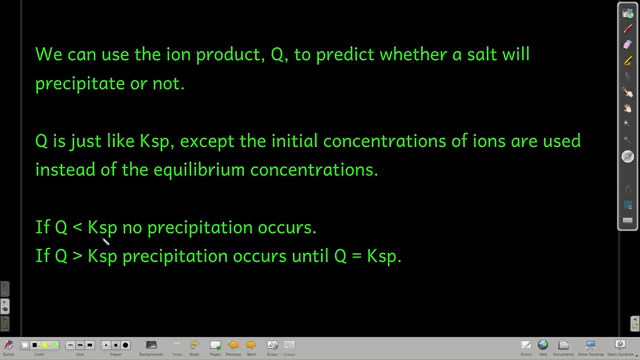 We can use the ion product, Q, to predict whether a salt will
precipitate or not.
Q is just like Ksp, except the initial concentrations of ions are used
instead of the equilibrium concentrations.
If Q < Ksp no precipitation occurs.
If Q > Ksp precipitation occurs until Q = Ksp.